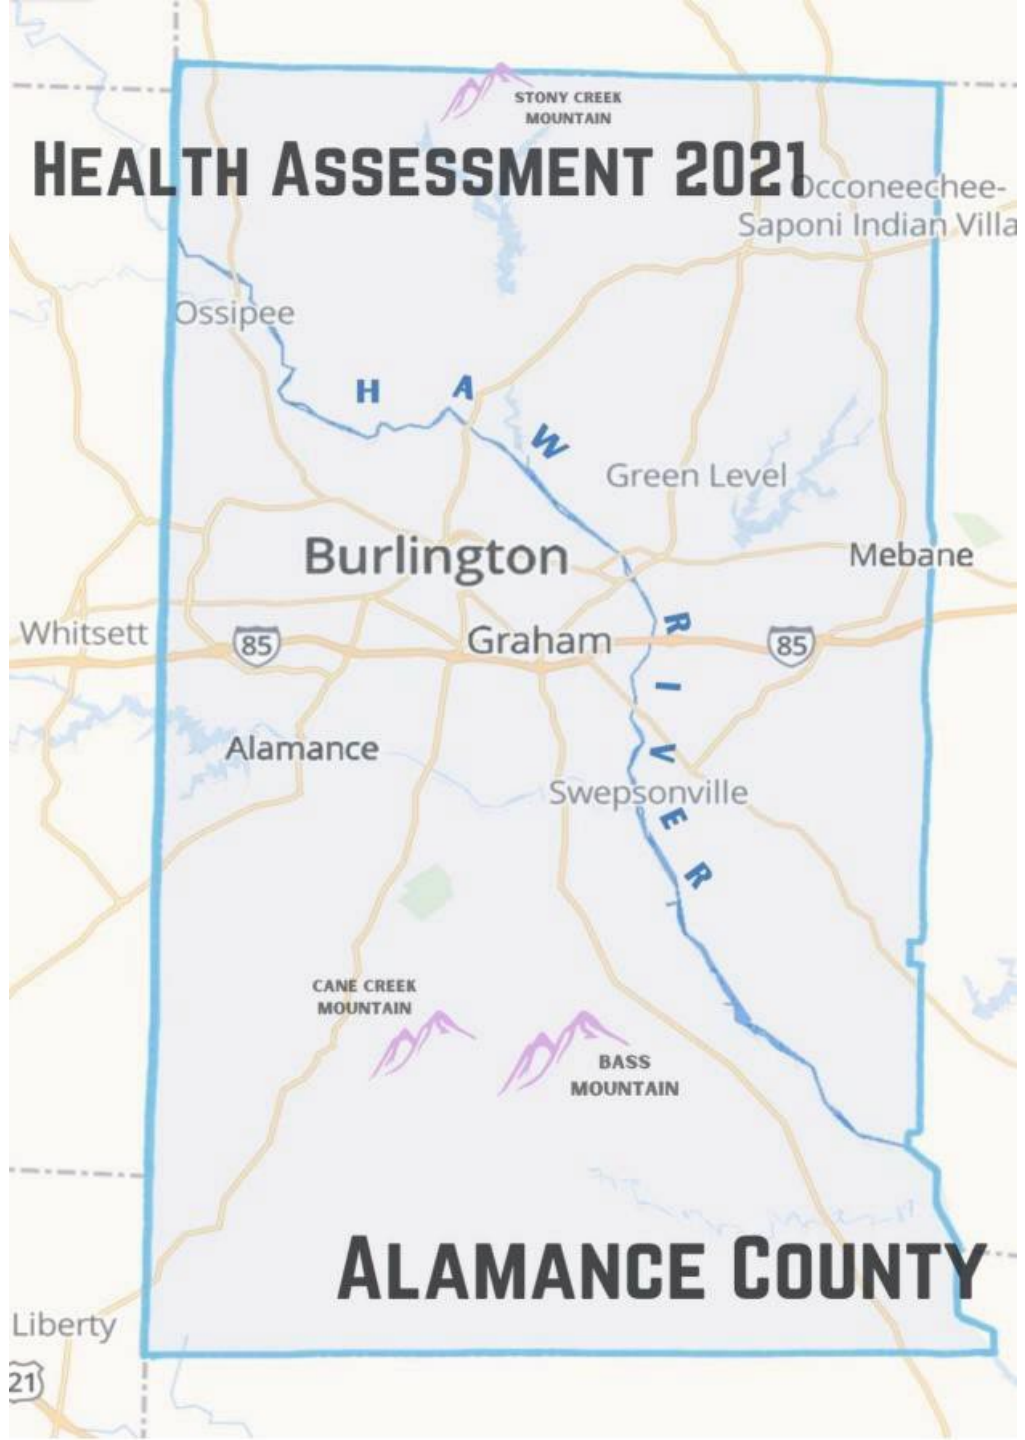 STONY CREEK
MOUNTAIN
HEALTH ASSESSMENT 2021
Occoneechee-
Saponi Indian Villa
Ossipee
H A W
Green Level
Burlington
Mebane
Whitsett
85
Graham
85
R I V E R
Alamance
Swepsonville
CANE CREEK
MOUNTAIN
BASS
MOUNTAIN
ALAMANCE COUNTY
Liberty
21